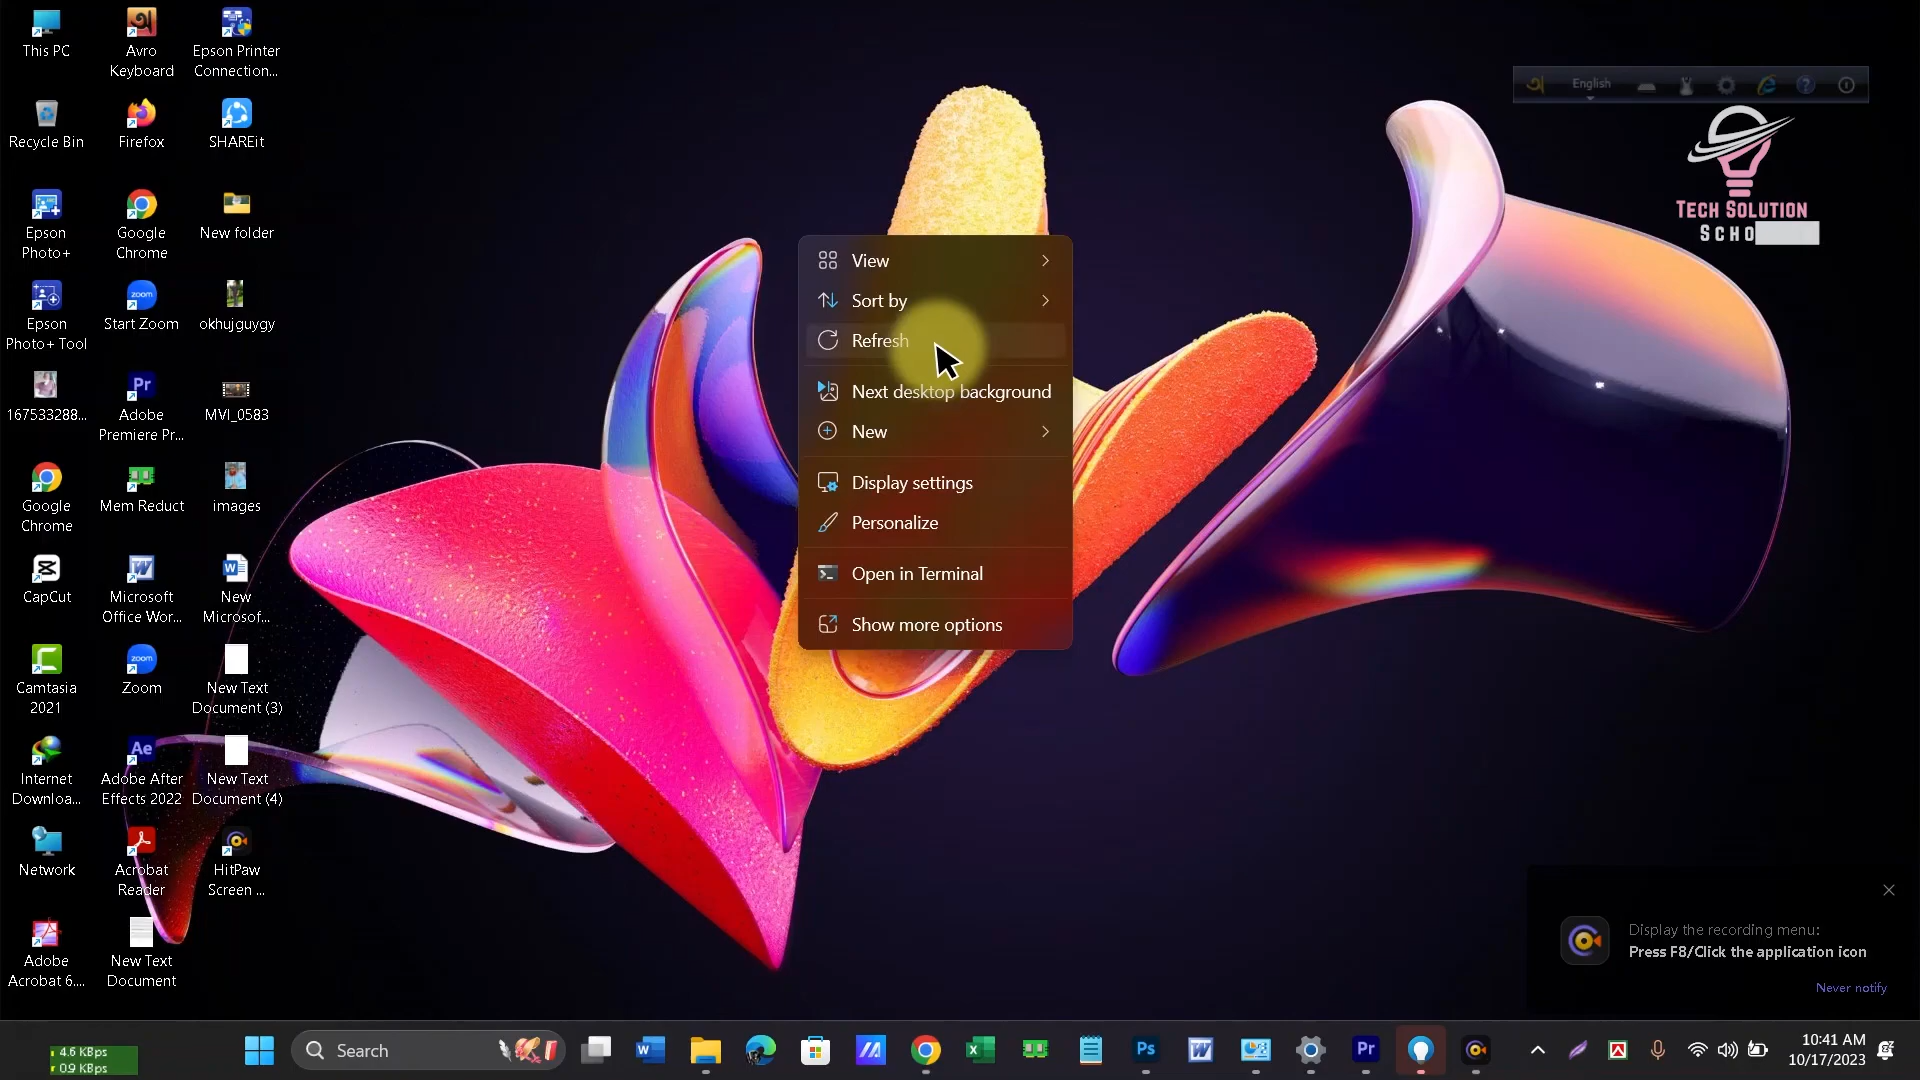 This PC
Avro
Keyboard
Epson Printer
Connection...
Recycle Bin
Firefox
SHAREit
Epson
Photo+
Google
Chrome
New folder
Epson
Photo+ Tool
Start Zoom
okhujguygy
167533288...
Adobe
Premiere Pr...
MVI_0583
Google
Chrome
Mem Reduct
images
CapCut
Microsoft
Office Wor...
New
Microsof...
Camtasia
2021
Zoom
New Text
Document (3)
Internet
Downloa...
Adobe After
Effects 2022
New Text
Document (4)
Network
Acrobat
Reader
HitPaw
Screen ...
Adobe
Acrobat 6....
New Text
Document
View
Sort by
Refresh
Next desktop background
New
Display settings
Personalize
Open in Terminal
Show more options
English
TECH SOLUTION
SCHO
Display the recording menu:
Press F8/Click the application icon
Never notify
4.6 KBps
0.9 KBps
Search
10:41 AM
10/17/2023